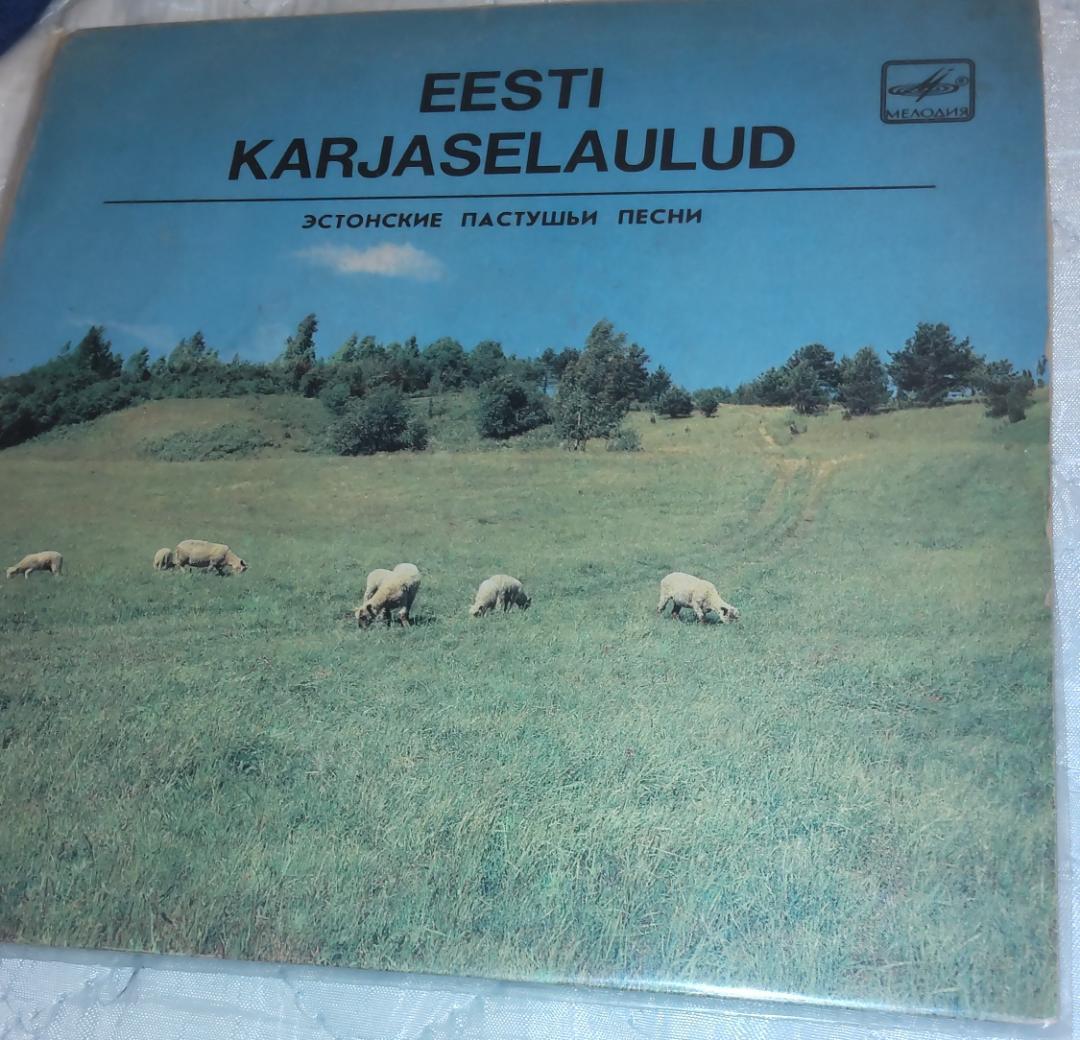 EESTI
KARJASELAULUD
МЕЛОДИЯ
ЭСТОНСКИЕ ПАСТУШЬИ ПЕСНИ